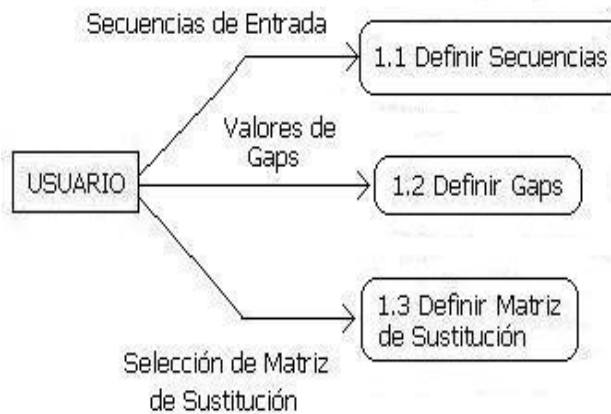 Secuencias de Entrada
1.1 Definir Secuencias
Valores de
Gaps
USUARIO
1.2 Definir Gaps
1.3 Definir Matriz
de Sustitución
Selección de Matriz
de Sustitución